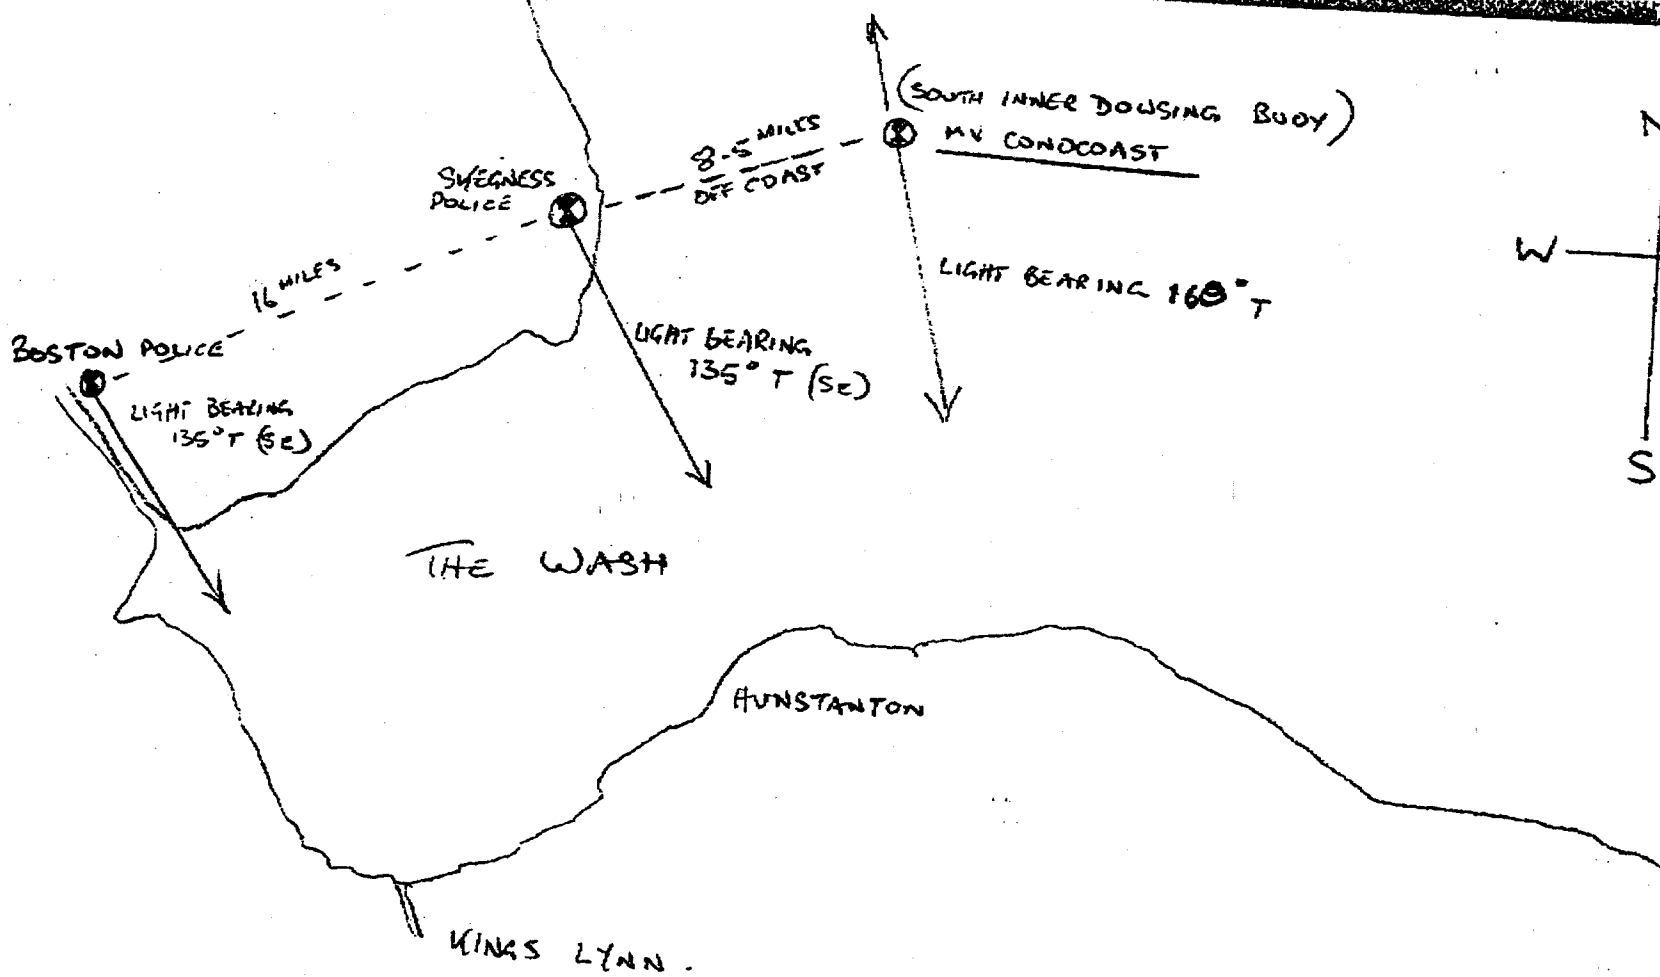 (SOUTH INNER DOWSING BUOY)
MV CONOCOAST
N
8.5 MILES
OFF COAST
SKEGNESS
POLICE
W
16 MILES
LIGHT BEARING 160° T
BOSTON POLICE
LIGHT BEARING
135° T (SE)
LIGHT BEARING
135° T (SE)
S
THE WASH
HUNSTANTON
KINGS LYNN.